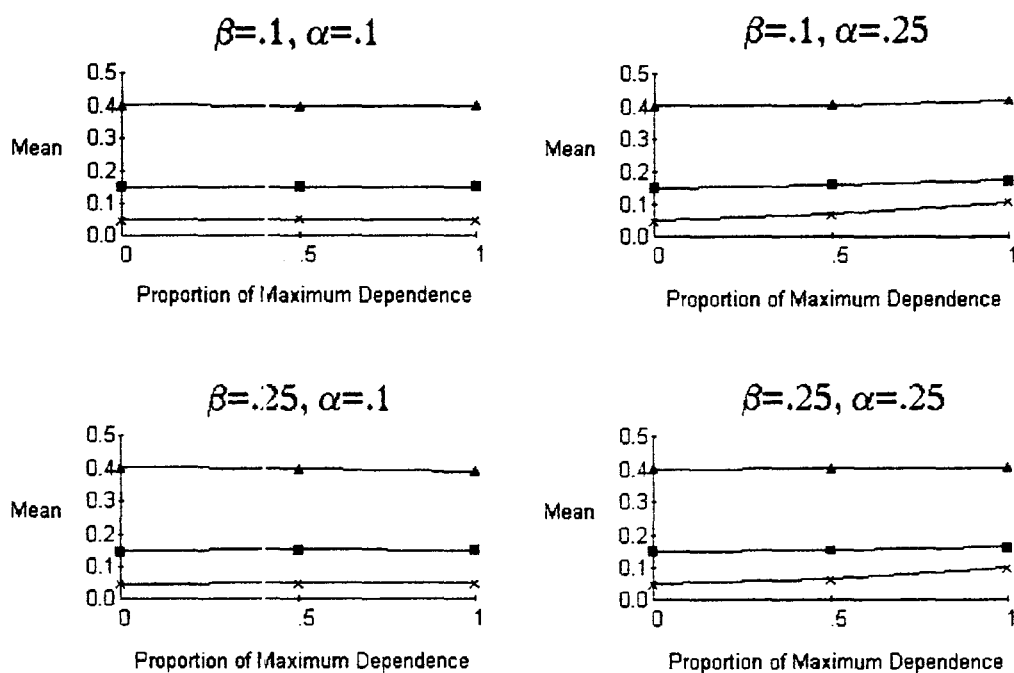 β=.1, α=.1
0.5
0.4
Mean
0.3
0.2
0.1
0.0
0 .5 1
Proportion of Maximum Dependence
β=.1, α=.25
0.5
0.4
Mean
0.3
0.2
0.1
0.0
0 .5 1
Proportion of Maximum Dependence
β=.25, α=.1
0.5
0.4
Mean
0.3
0.2
0.1
0.0
0 .5 1
Proportion of Maximum Dependence
β=.25, α=.25
0.5
0.4
Mean
0.3
0.2
0.1
0.0
0 .5 1
Proportion of Maximum Dependence